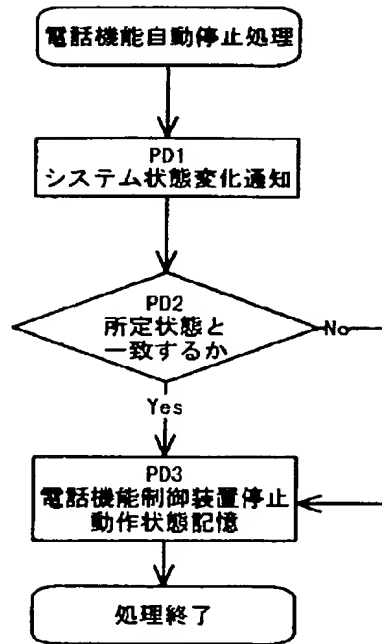 電話機能自動停止処理
PD1
システム状態変化通知
PD2
所定状態と
一致するか
No
Yes
PD3
電話機能制御装置停止
動作状態記憶
処理終了